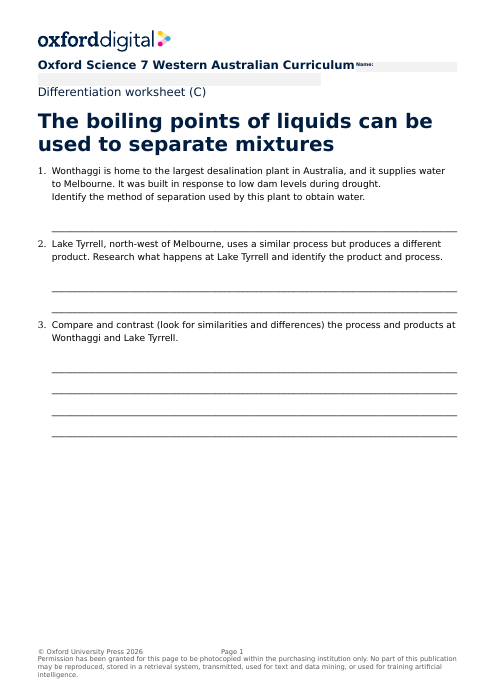 oxforddigital
Oxford Science 7 Western Australian Curriculum Name:
Differentiation worksheet (C)
The boiling points of liquids can be
used to separate mixtures
1. Wonthaggi is home to the largest desalination plant in Australia, and it supplies water
to Melbourne. It was built in response to low dam levels during drought.
Identify the method of separation used by this plant to obtain water.
2. Lake Tyrrell, north-west of Melbourne, uses a similar process but produces a different
product. Research what happens at Lake Tyrrell and identify the product and process.
3. Compare and contrast (look for similarities and differences) the process and products at
Wonthaggi and Lake Tyrrell.
© Oxford University Press 2026 Page 1
Permission has been granted for this page to be photocopied within the purchasing institution only. No part of this publication
may be reproduced, stored in a retrieval system, transmitted, used for text and data mining, or used for training artificial
intelligence.